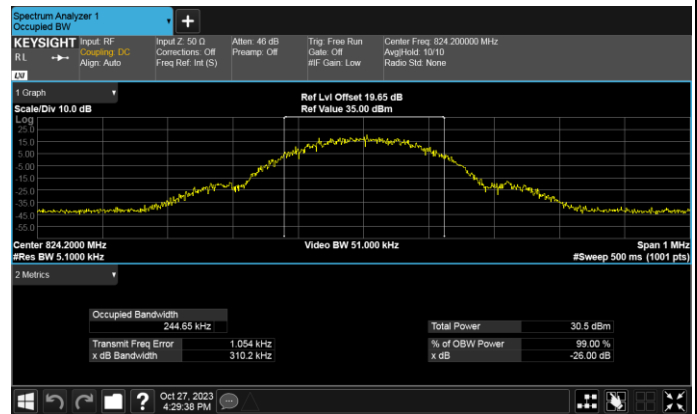 Spectrum Analyzer 1
Occupied BW
+
KEYSIGHT Input: RF Input Z: 50 Ω Atten: 46 dB Trig: Free Run Center Freq: 824.200000 MHz
RL Coupling: DC Corrections: Off Preamp: Off Gate: Off Avg|Hold: 10/10
Align: Auto Freq Ref: Int (S) #IF Gain: Low Radio Std: None
LXI
1 Graph
Scale/Div 10.0 dB
Ref Lvl Offset 19.65 dB
Ref Value 35.00 dBm
Log
25.0
15.0
5.00
-5.00
-15.0
-25.0
-35.0
-45.0
-55.0
Center 824.2000 MHz Video BW 51.000 kHz Span 1 MHz
#Res BW 5.1000 kHz #Sweep 500 ms (1001 pts)
2 Metrics
Occupied Bandwidth
244.65 kHz
Total Power 30.5 dBm
Transmit Freq Error 1.054 kHz % of OBW Power 99.00 %
x dB Bandwidth 310.2 kHz x dB -26.00 dB
? Oct 27, 2023
4:29:38 PM